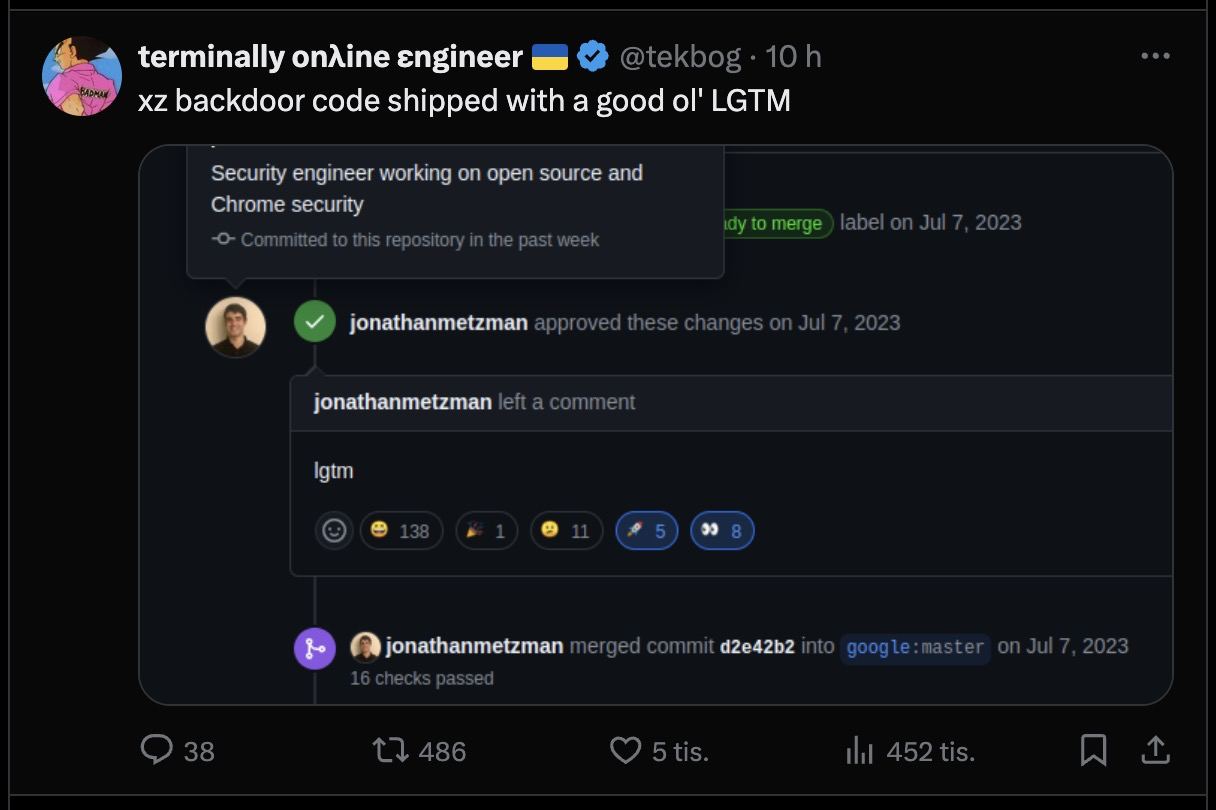 terminally onλine εngineer 🇺🇦 @tekbog · 10 h
xz backdoor code shipped with a good ol' LGTM
Security engineer working on open source and
Chrome security
Committed to this repository in the past week
dy to merge label on Jul 7, 2023
jonathanmetzman approved these changes on Jul 7, 2023
jonathanmetzman left a comment
lgtm
😄 138 🎉 1 😕 11 🚀 5 👀 8
jonathanmetzman merged commit d2e42b2 into google:master on Jul 7, 2023
16 checks passed
38 486 5 tis. 452 tis.